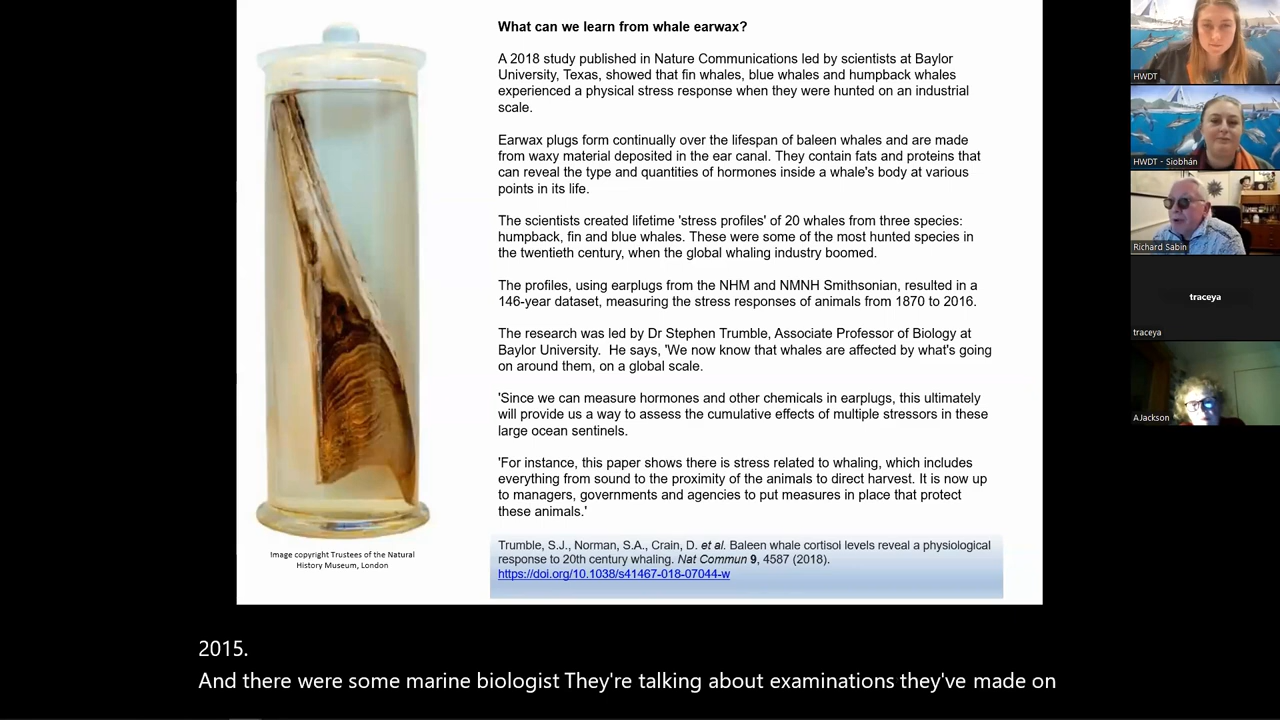 What can we learn from whale earwax?
A 2018 study published in Nature Communications led by scientists at Baylor
University, Texas, showed that fin whales, blue whales and humpback whales
experienced a physical stress response when they were hunted on an industrial
scale.
Earwax plugs form continually over the lifespan of baleen whales and are made
from waxy material deposited in the ear canal. They contain fats and proteins that
can reveal the type and quantities of hormones inside a whale's body at various
points in its life.
The scientists created lifetime 'stress profiles' of 20 whales from three species:
humpback, fin and blue whales. These were some of the most hunted species in
the twentieth century, when the global whaling industry boomed.
The profiles, using earplugs from the NHM and NMNH Smithsonian, resulted in a
146-year dataset, measuring the stress responses of animals from 1870 to 2016.
The research was led by Dr Stephen Trumble, Associate Professor of Biology at
Baylor University.  He says, 'We now know that whales are affected by what's going
on around them, on a global scale.
'Since we can measure hormones and other chemicals in earplugs, this ultimately
will provide us a way to assess the cumulative effects of multiple stressors in these
large ocean sentinels.
'For instance, this paper shows there is stress related to whaling, which includes
everything from sound to the proximity of the animals to direct harvest. It is now up
to managers, governments and agencies to put measures in place that protect
these animals.'
Trumble, S.J., Norman, S.A., Crain, D. et al. Baleen whale cortisol levels reveal a physiological
response to 20th century whaling. Nat Commun 9, 4587 (2018).
https://doi.org/10.1038/s41467-018-07044-w
Image copyright Trustees of the Natural
History Museum, London
HWDT
HWDT - Siobhán
Richard Sabin
traceya
traceya
AJackson
2015.
And there were some marine biologist They're talking about examinations they've made on